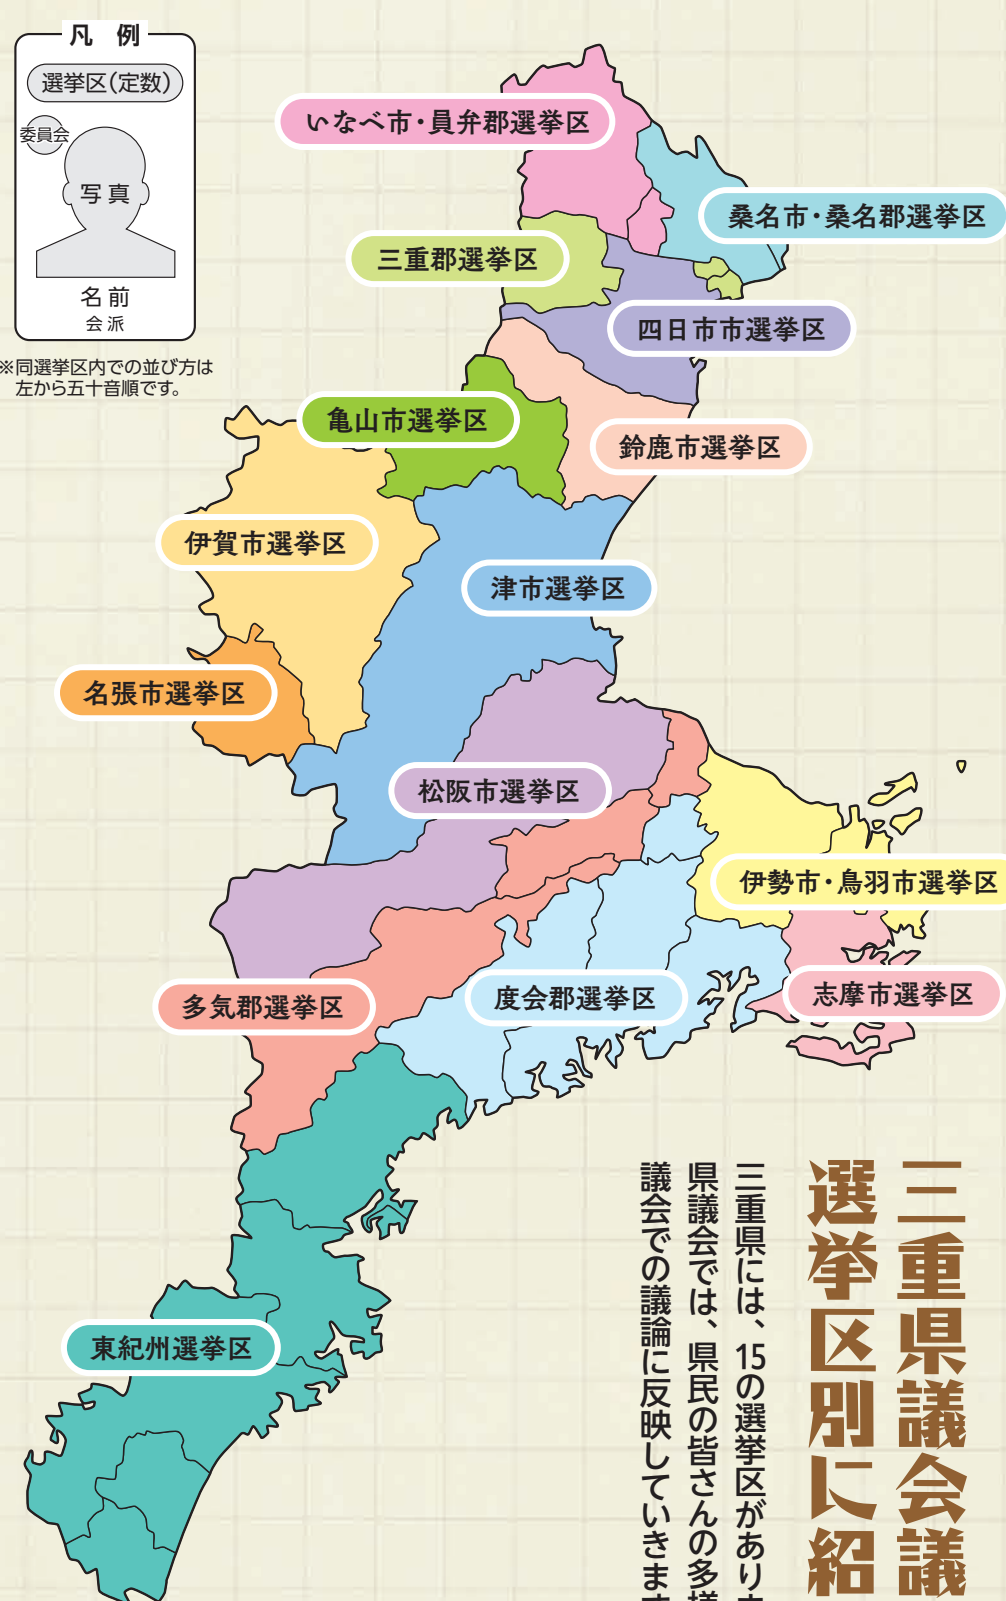 凡 例
選挙区(定数)
委員会
写真
名前
会派
※同選挙区内での並び方は
左から五十音順です。
いなべ市・員弁郡選挙区
桑名市・桑名郡選挙区
三重郡選挙区
四日市市選挙区
亀山市選挙区
鈴鹿市選挙区
伊賀市選挙区
津市選挙区
名張市選挙区
松阪市選挙区
伊勢市・鳥羽市選挙区
多気郡選挙区
度会郡選挙区
志摩市選挙区
東紀州選挙区
三重県議会議
選挙区別に紹
三重県には、15の選挙区があり
県議会では、県民の皆さんの多様
議会での議論に反映していきます